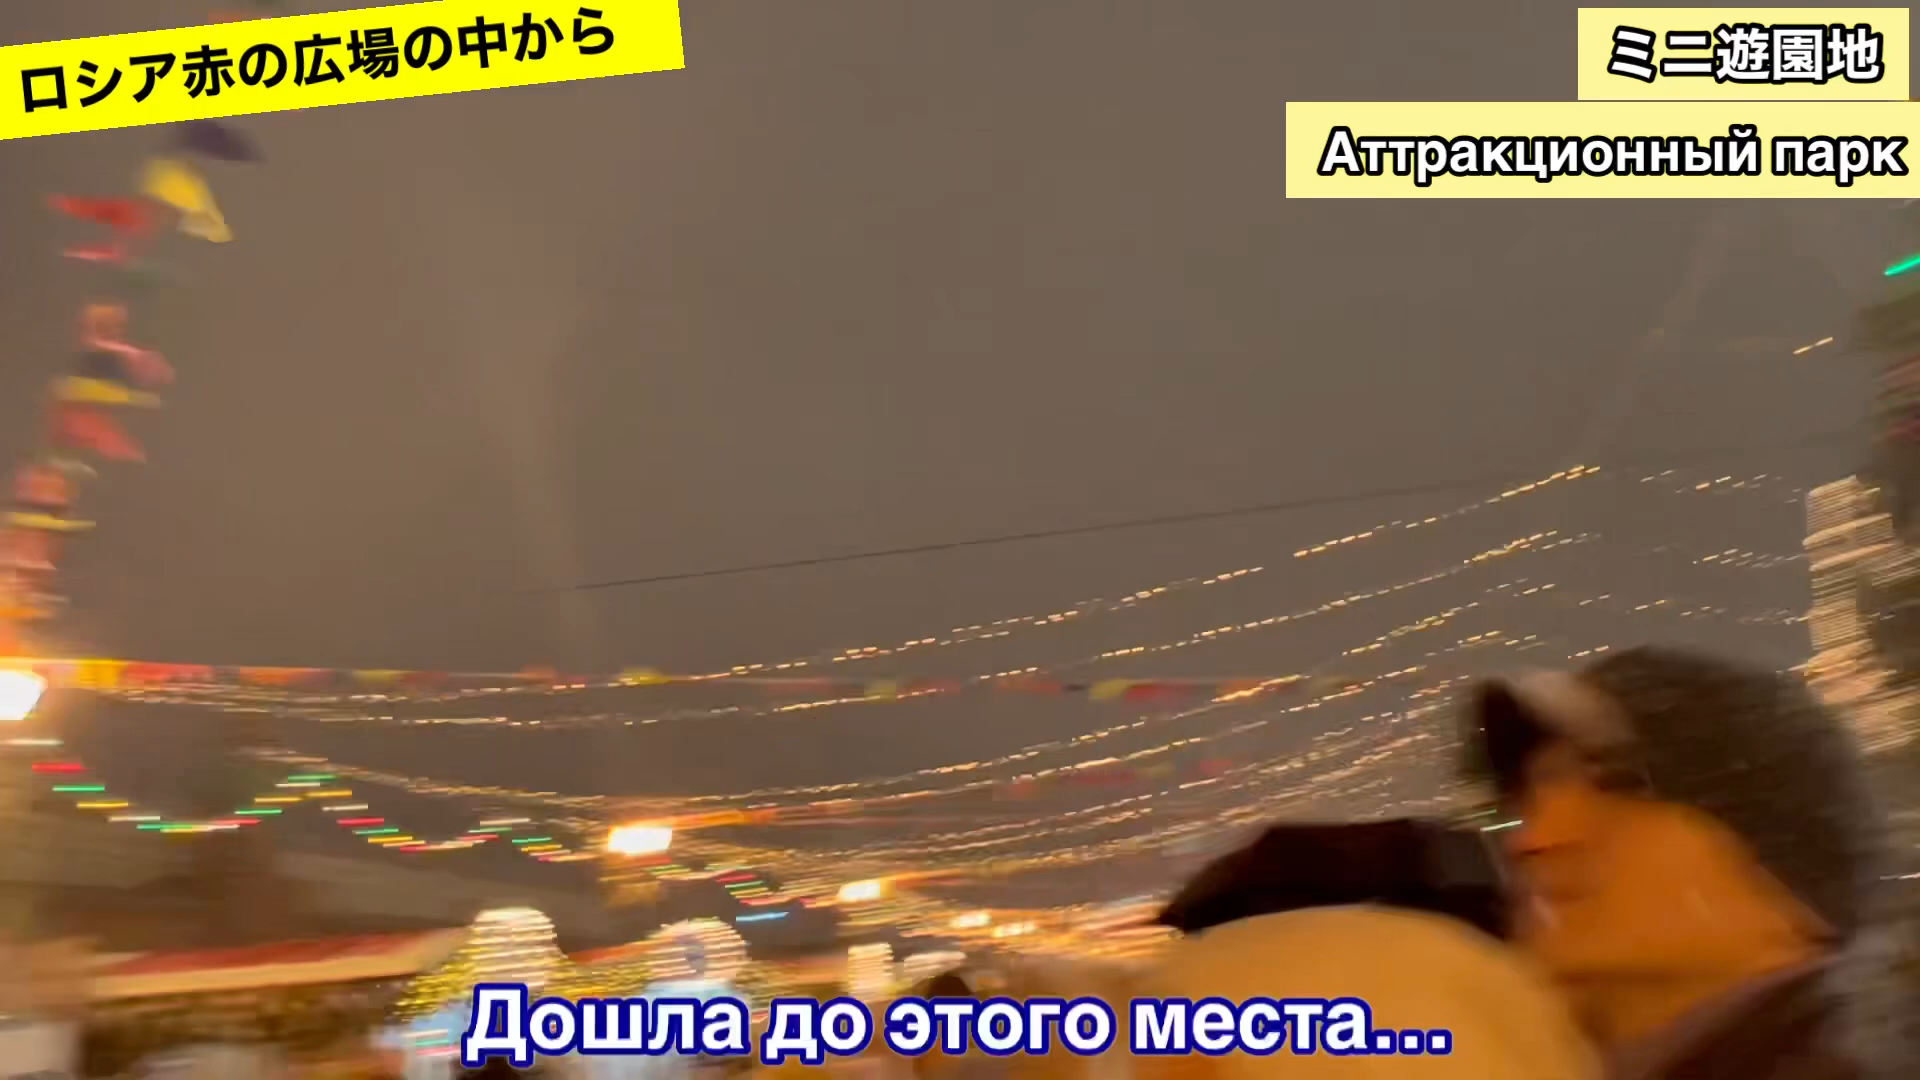 ロシア赤の広場の中から
ミニ遊園地
Аттракционный парк
Дошла до этого места...